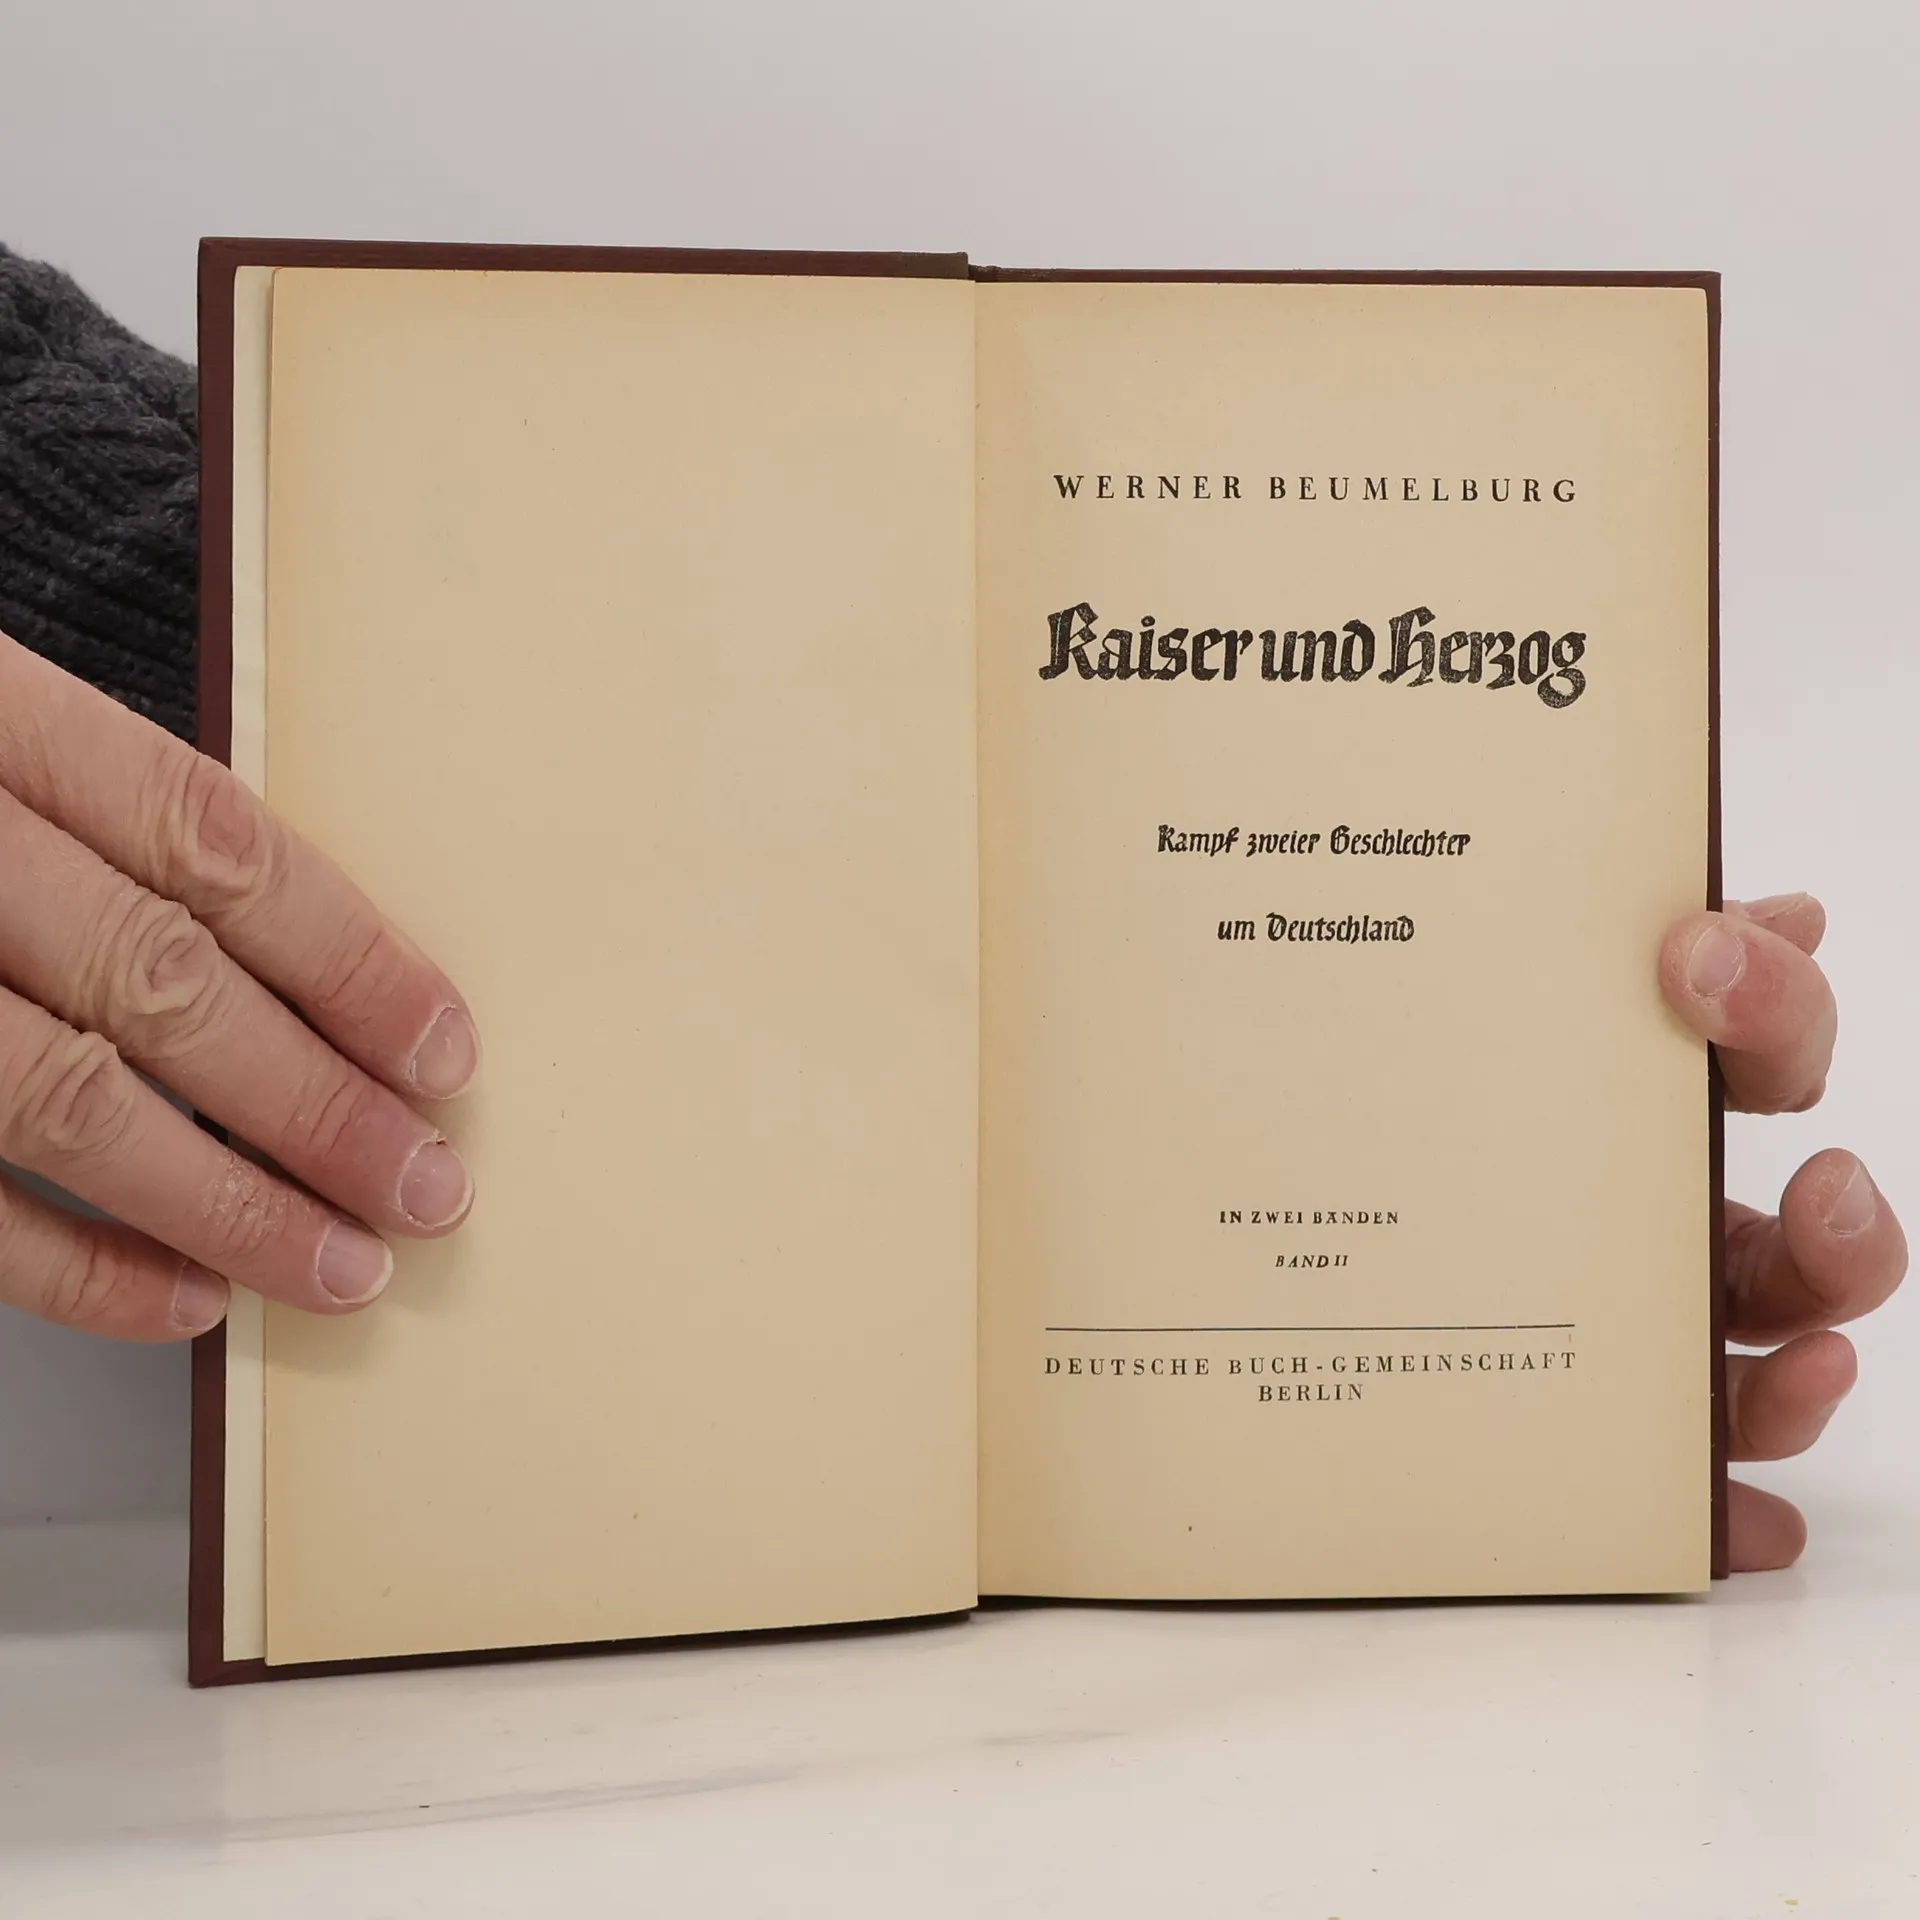 WERNER BEUMELBURG
Kaiser und Herzog
Kampf zweier Geschlechter
um Deutschland
IN ZWEI BÄNDEN
BAND II
DEUTSCHE BUCH-GEMEINSCHAFT
BERLIN